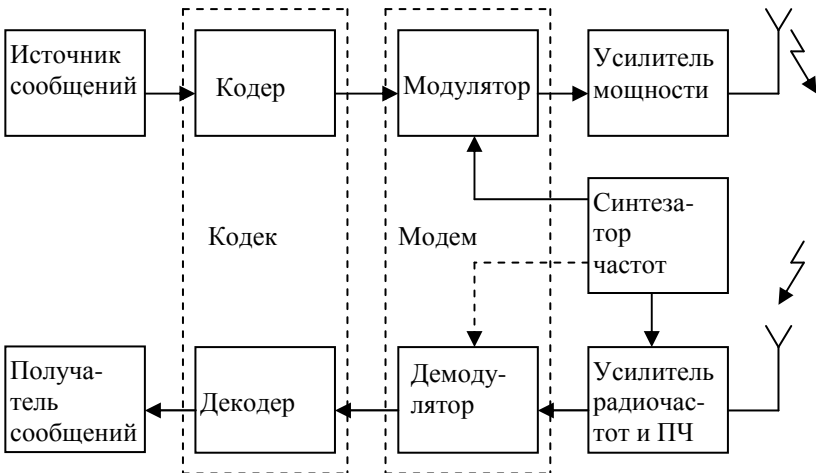 Источник
сообщений
Кодер
Модулятор
Усилитель
мощности
Кодек
Модем
Синтеза-
тор
частот
Получа-
тель
сообщений
Декодер
Демоду-
лятор
Усилитель
радиочас-
тот и ПЧ